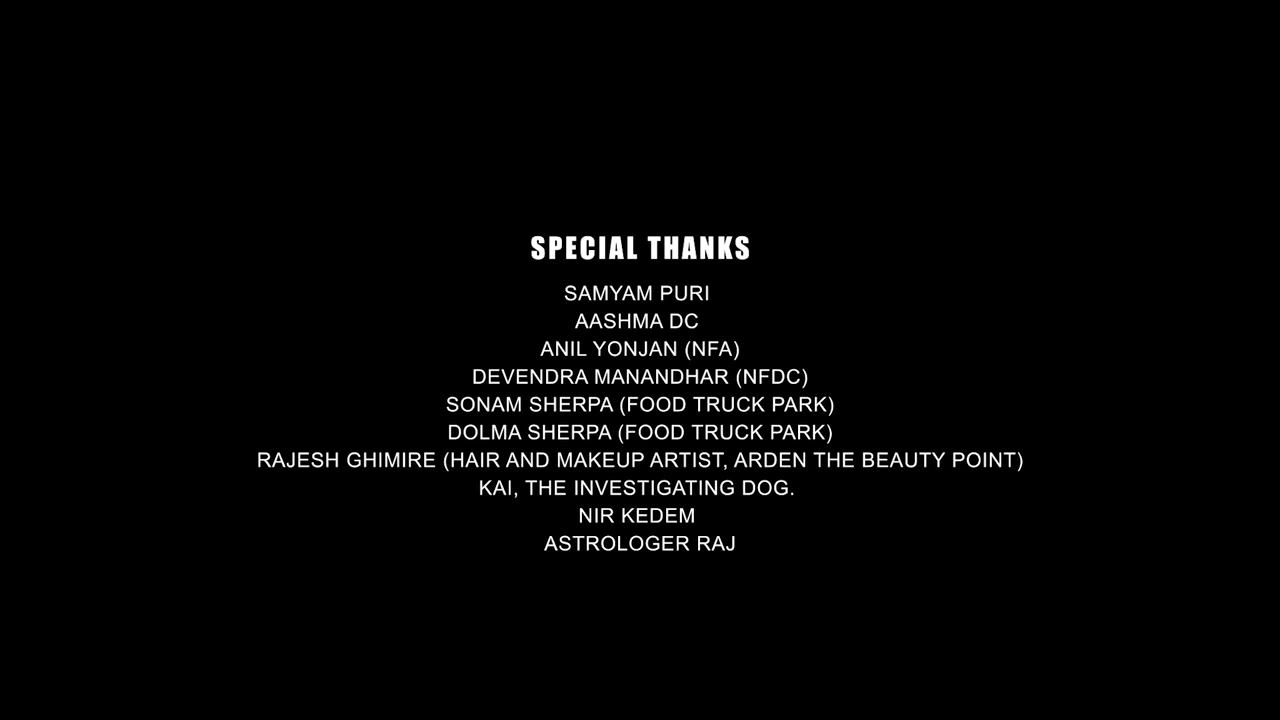 SPECIAL THANKS
SAMYAM PURI
AASHMA DC
ANIL YONJAN (NFA)
DEVENDRA MANANDHAR (NFDC)
SONAM SHERPA (FOOD TRUCK PARK)
DOLMA SHERPA (FOOD TRUCK PARK)
RAJESH GHIMIRE (HAIR AND MAKEUP ARTIST, ARDEN THE BEAUTY POINT)
KAI, THE INVESTIGATING DOG.
NIR KEDEM
ASTROLOGER RAJ